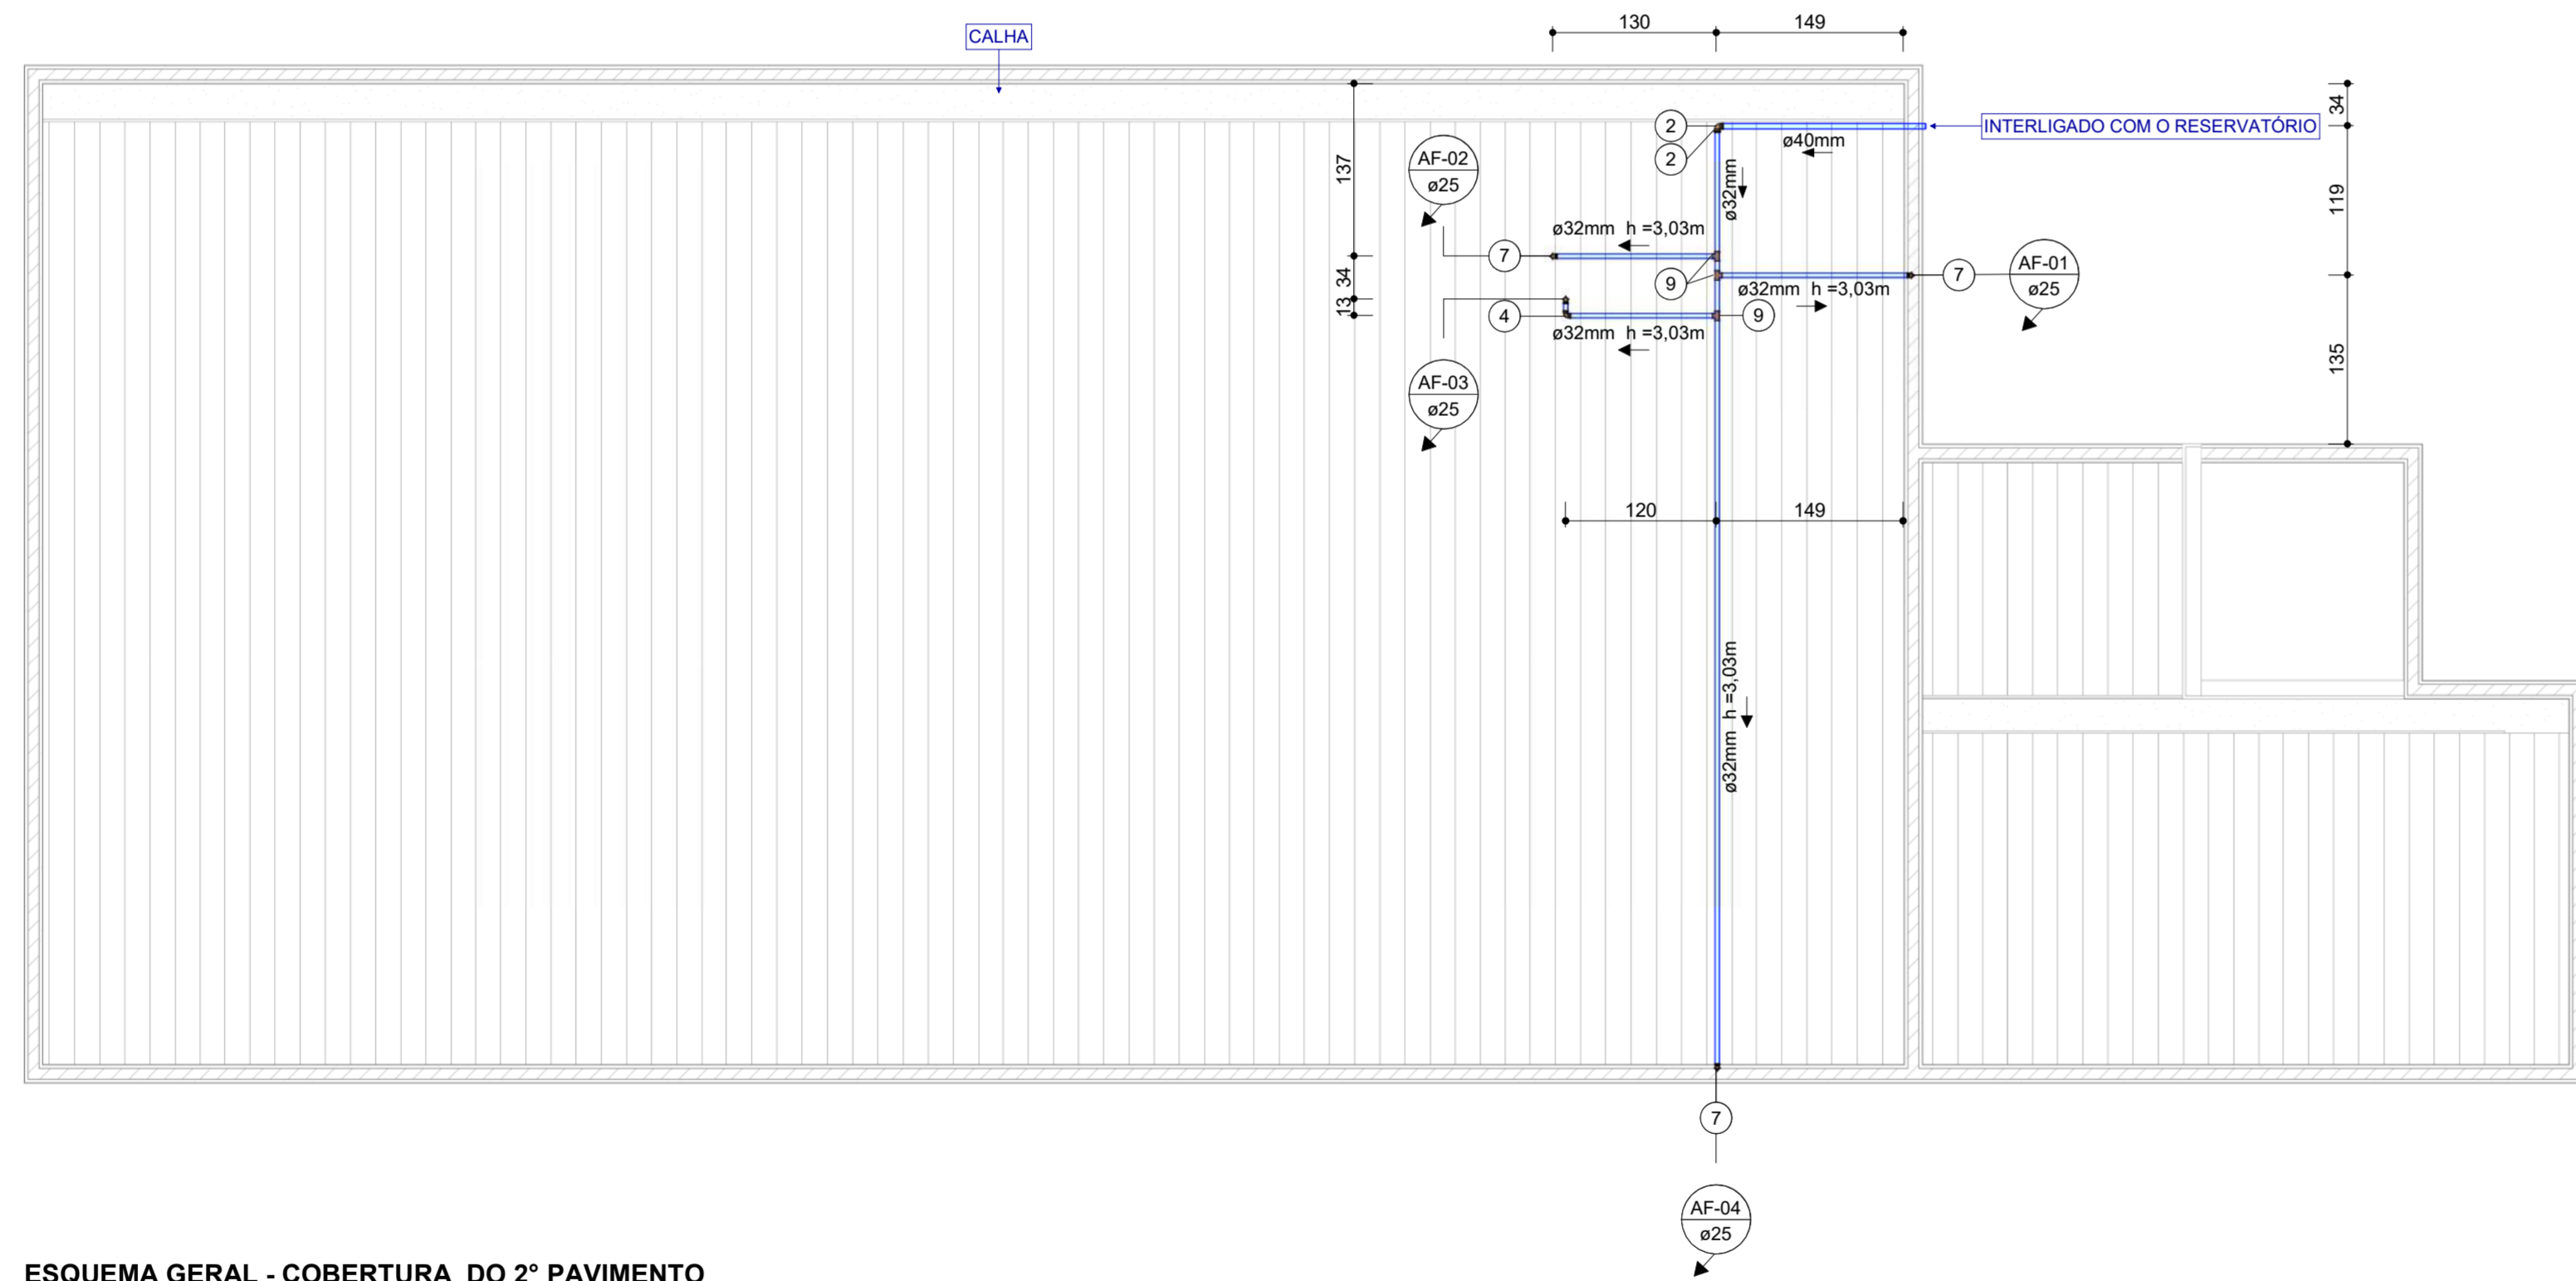 130
149
CALHA
34
INTERLIGADO COM O RESERVATÓRIO
2
ø40mm
2
AF-02
ø25
137
ø32mm
119
ø32mm h =3,03m
7
34
9
7
AF-01
ø25
ø32mm h =3,03m
13
4
9
ø32mm h =3,03m
135
AF-03
ø25
120
149
ø32mm h =3,03m
7
AF-04
ø25
ESQUEMA GERAL - COBERTURA DO 2° PAVIMENTO